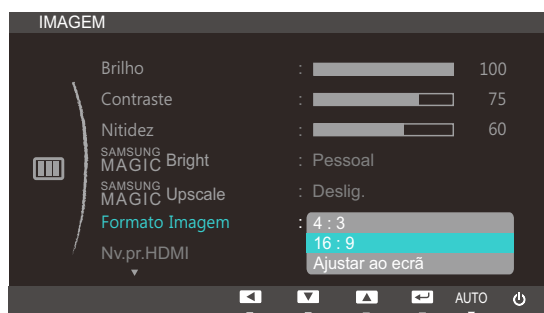 IMAGEM
Brilho : 100
Contraste : 75
Nitidez : 60
SAMSUNG MAGIC Bright : Pessoal
SAMSUNG MAGIC Upscale : Deslig.
Formato Imagem : 4 : 3
16 : 9
Nv.pr.HDMI
Ajustar ao ecrã
AUTO